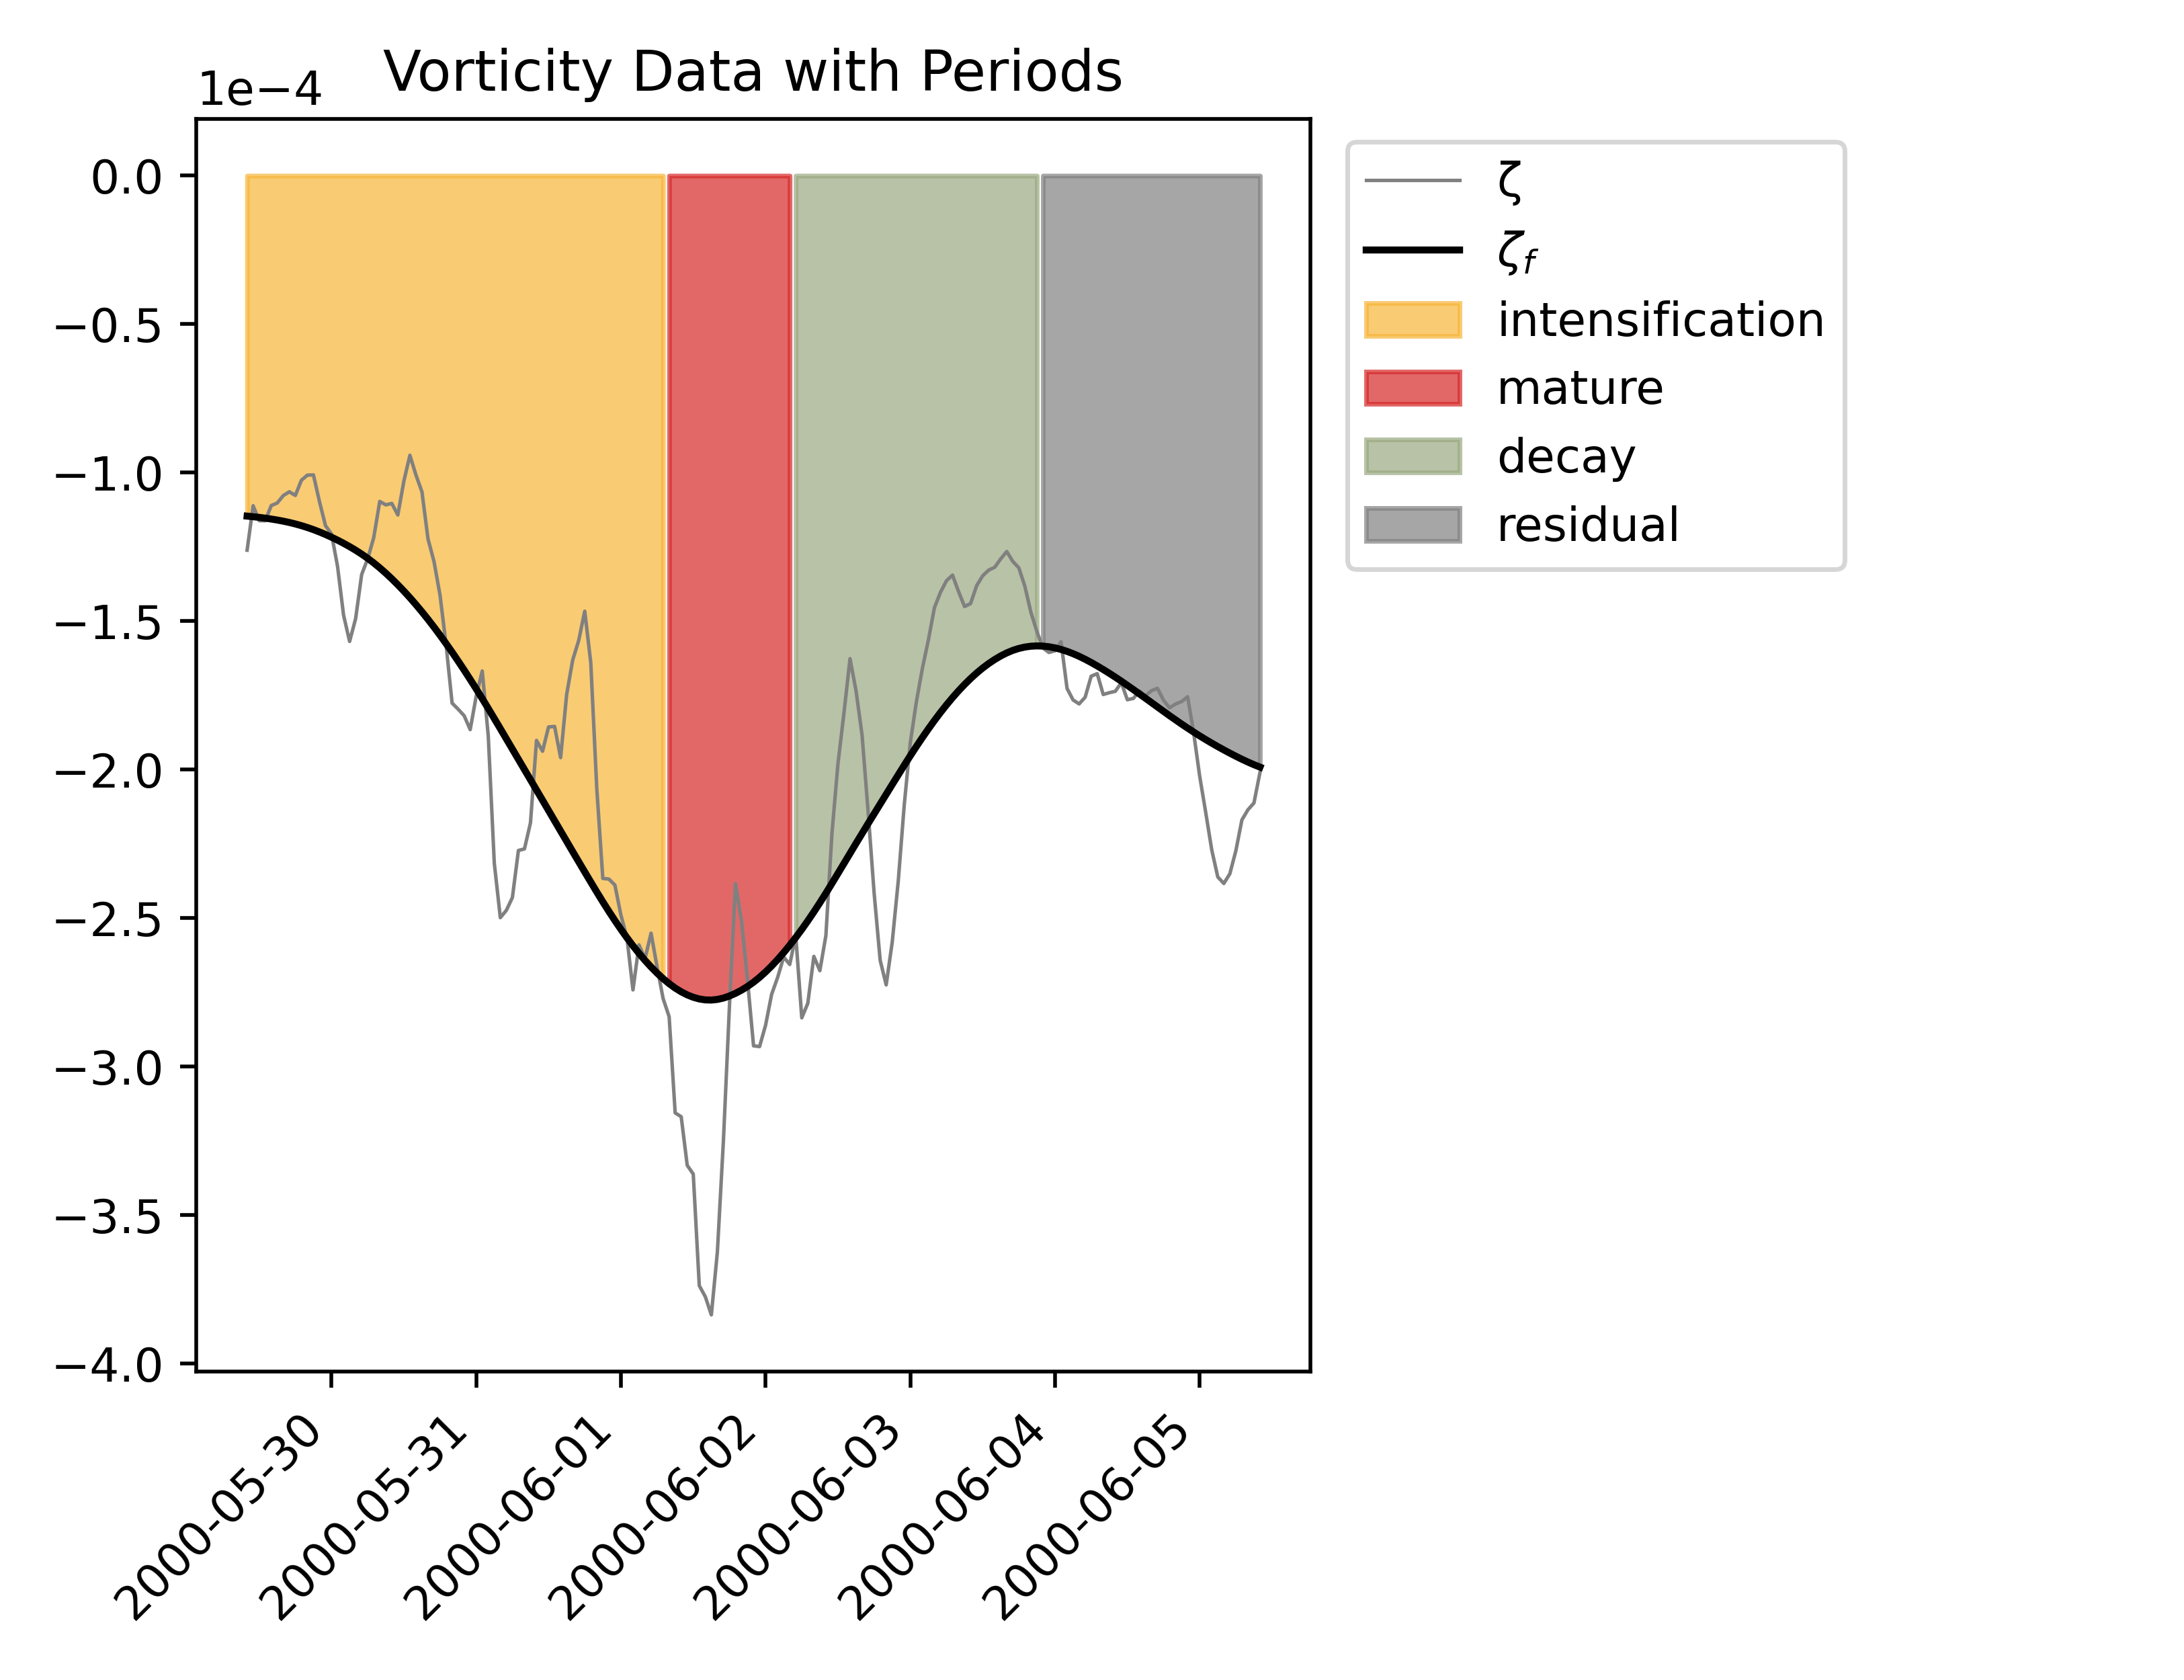 Vorticity Data with Periods
1e−4
0.0
−0.5
−1.0
−1.5
−2.0
−2.5
−3.0
−3.5
−4.0
2000-05-30
2000-05-31
2000-06-01
2000-06-02
2000-06-03
2000-06-04
2000-06-05
ζ
ζf
intensification
mature
decay
residual